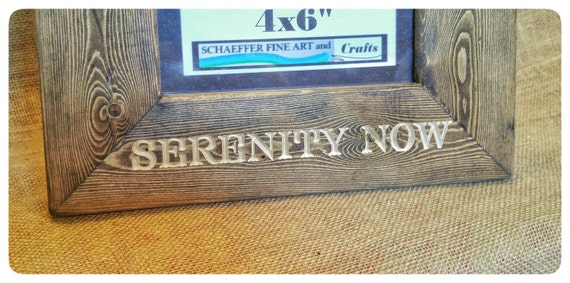 4x6"
SCHAEFFER FINE ART and Crafts
SERENITY NOW